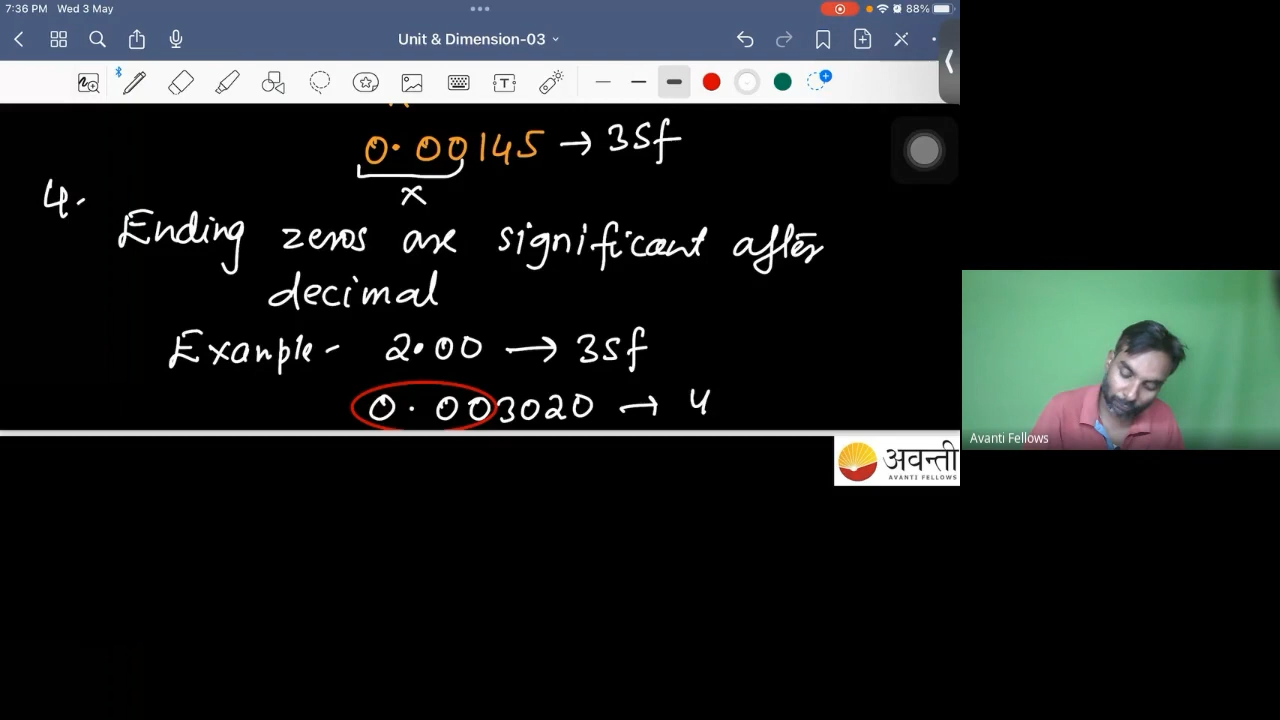 7:36 PM Wed 3 May
88%
Unit & Dimension-03
0.00145 → 3Sf
x
4.
Ending zeros are significant after
decimal
Example - 2.00 → 3sf
0.003020 → 4
Avanti Fellows
अवन्ती
AVANTI FELLOWS